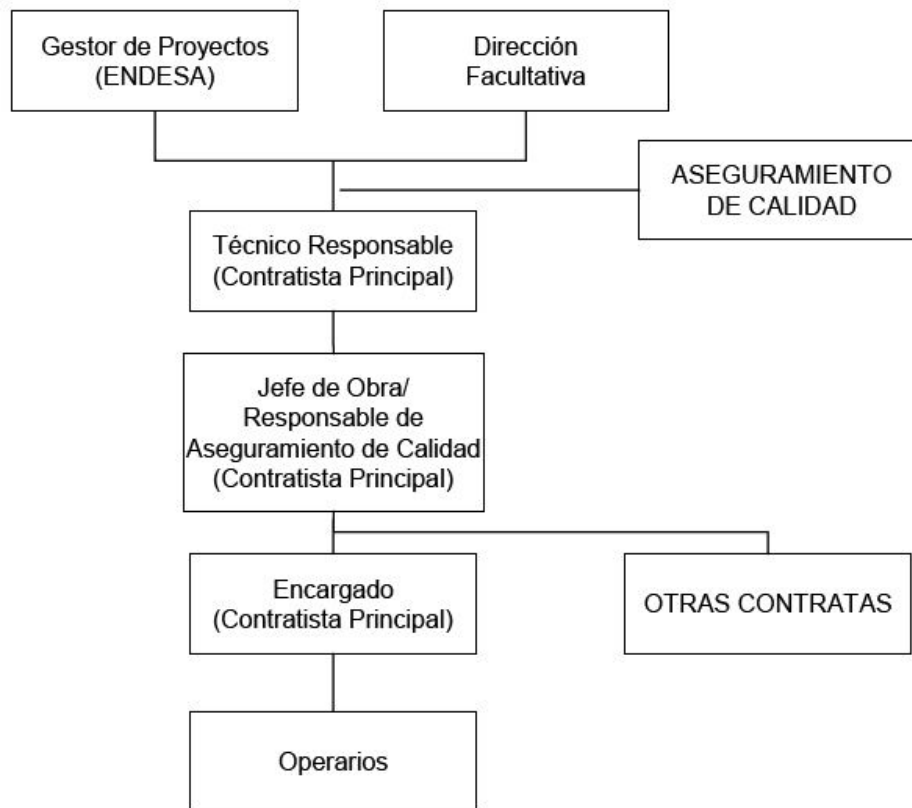 Gestor de Proyectos
(ENDESA)
Dirección
Facultativa
ASEGURAMIENTO
DE CALIDAD
Técnico Responsable
(Contratista Principal)
Jefe de Obra/
Responsable de
Aseguramiento de Calidad
(Contratista Principal)
Encargado
(Contratista Principal)
OTRAS CONTRATAS
Operarios